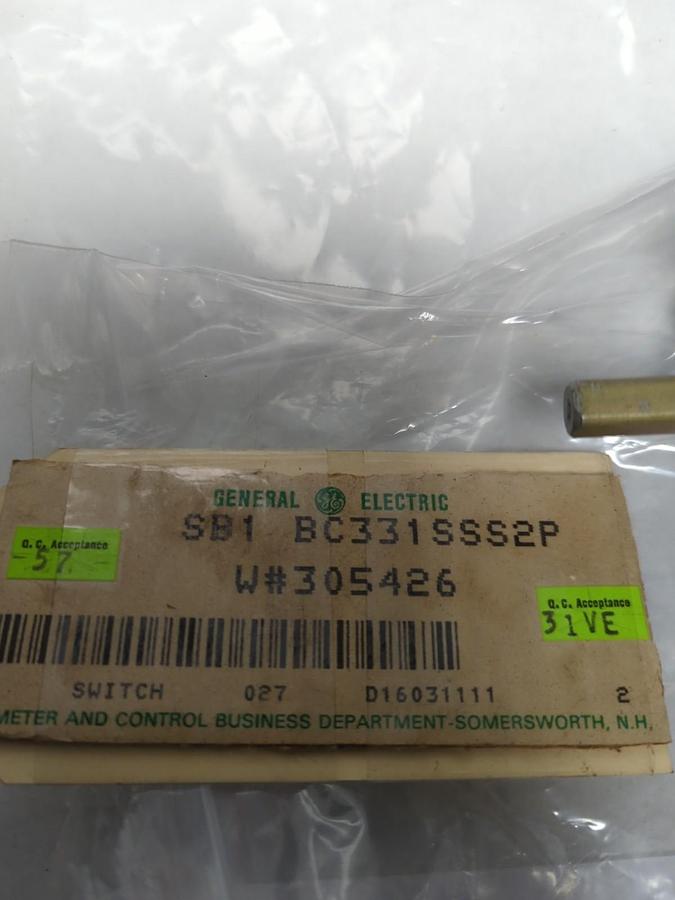 GENERAL GE ELECTRIC
SB1 BC331SSS2P
Q.C. Acceptance
57
W#305426
Q.C. Acceptance
31VE
SWITCH 027 D16031111 2
METER AND CONTROL BUSINESS DEPARTMENT-SOMERSWORTH, N.H.